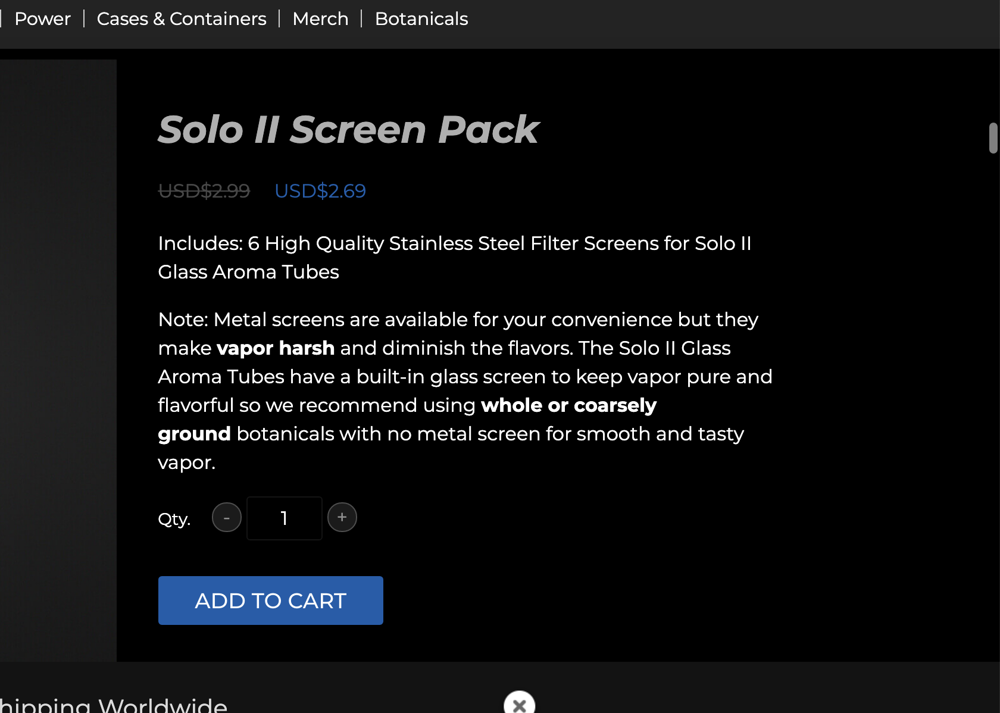 Power | Cases & Containers | Merch | Botanicals
Solo II Screen Pack
USD$2.99 USD$2.69
Includes: 6 High Quality Stainless Steel Filter Screens for Solo II
Glass Aroma Tubes
Note: Metal screens are available for your convenience but they
make vapor harsh and diminish the flavors. The Solo II Glass
Aroma Tubes have a built-in glass screen to keep vapor pure and
flavorful so we recommend using whole or coarsely
ground botanicals with no metal screen for smooth and tasty
vapor.
Qty. - 1 +
ADD TO CART
hipping Worldwide